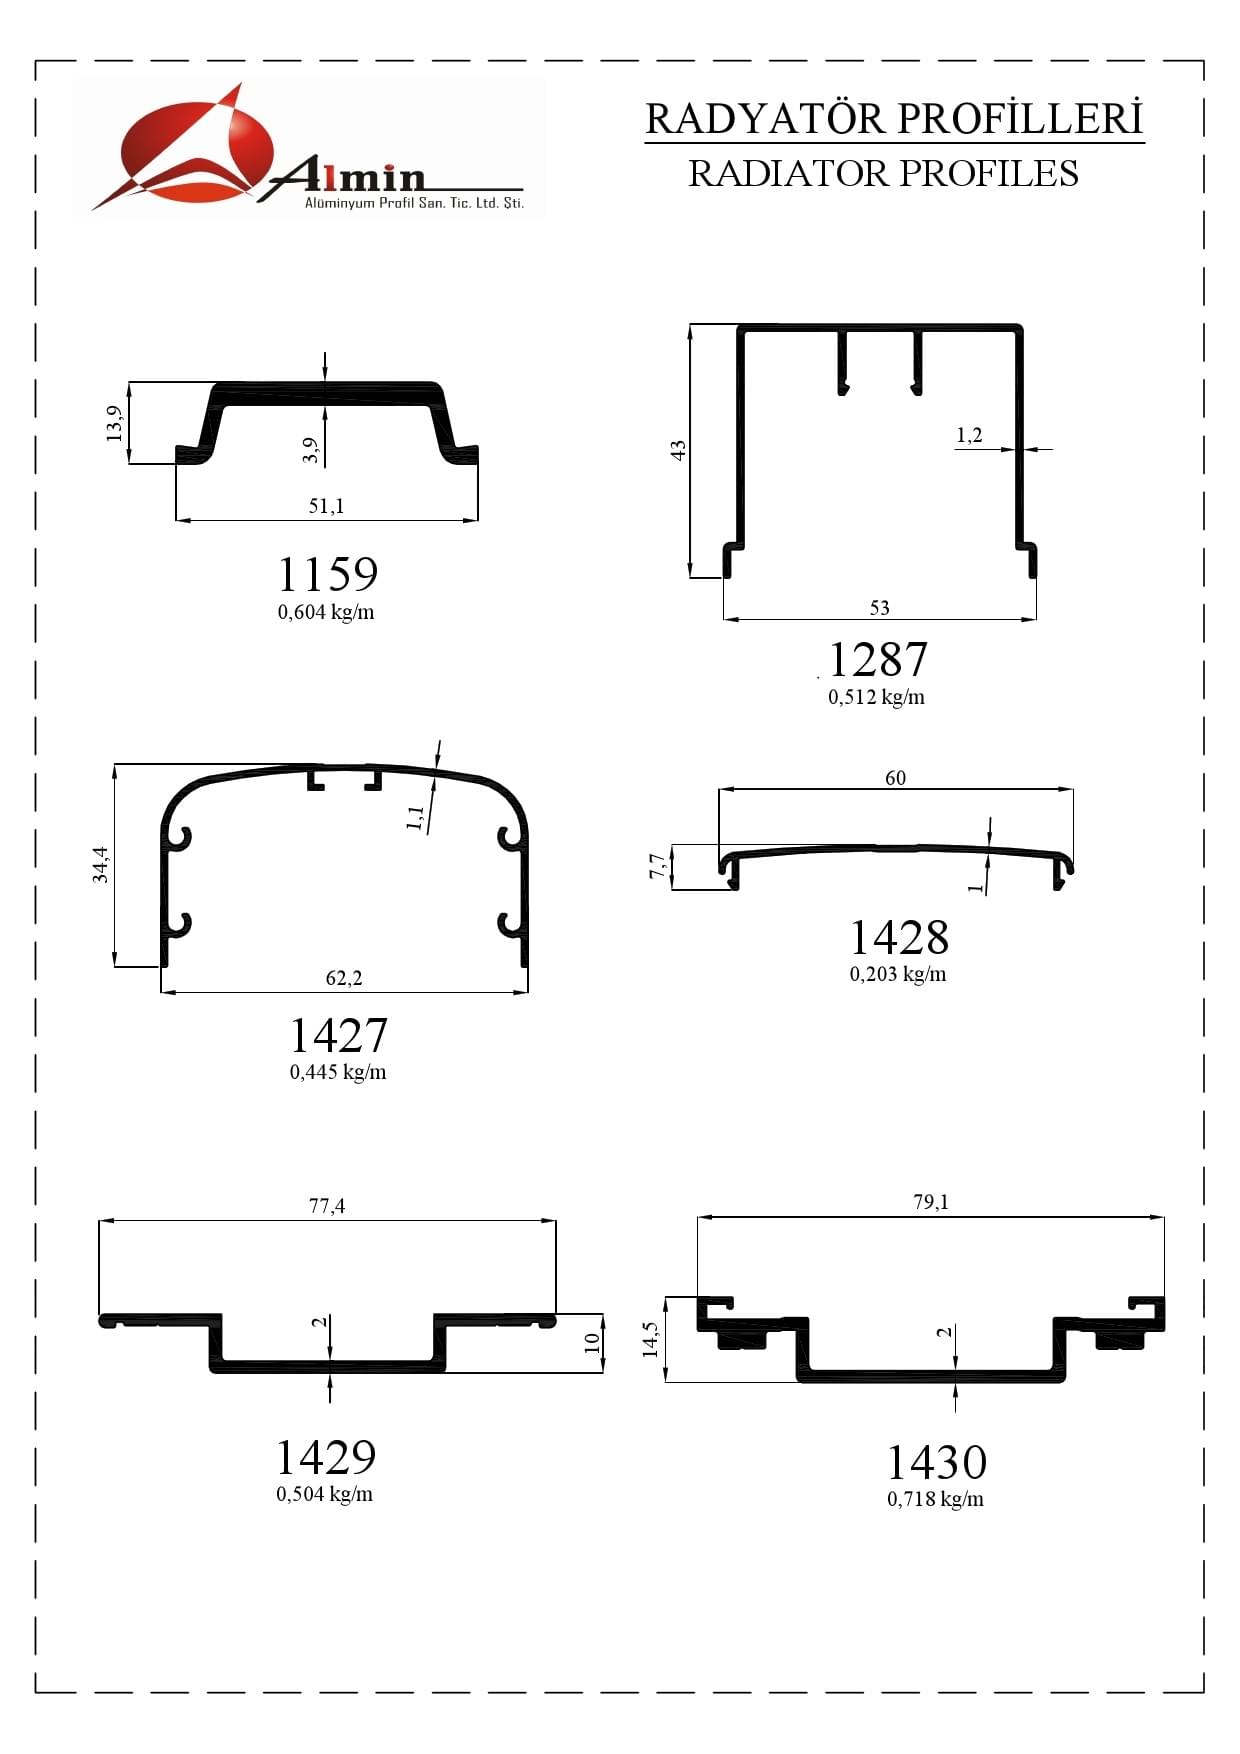 Almin
Alüminyum Profil San. Tic. Ltd. Şti.
RADYATÖR PROFİLLERİ
RADIATOR PROFILES
13,9
3,9
51,1
1159
0,604 kg/m
43
1,2
53
1287
0,512 kg/m
34,4
1,1
62,2
1427
0,445 kg/m
60
7,7
1
1428
0,203 kg/m
77,4
2
10
1429
0,504 kg/m
79,1
14,5
2
1430
0,718 kg/m